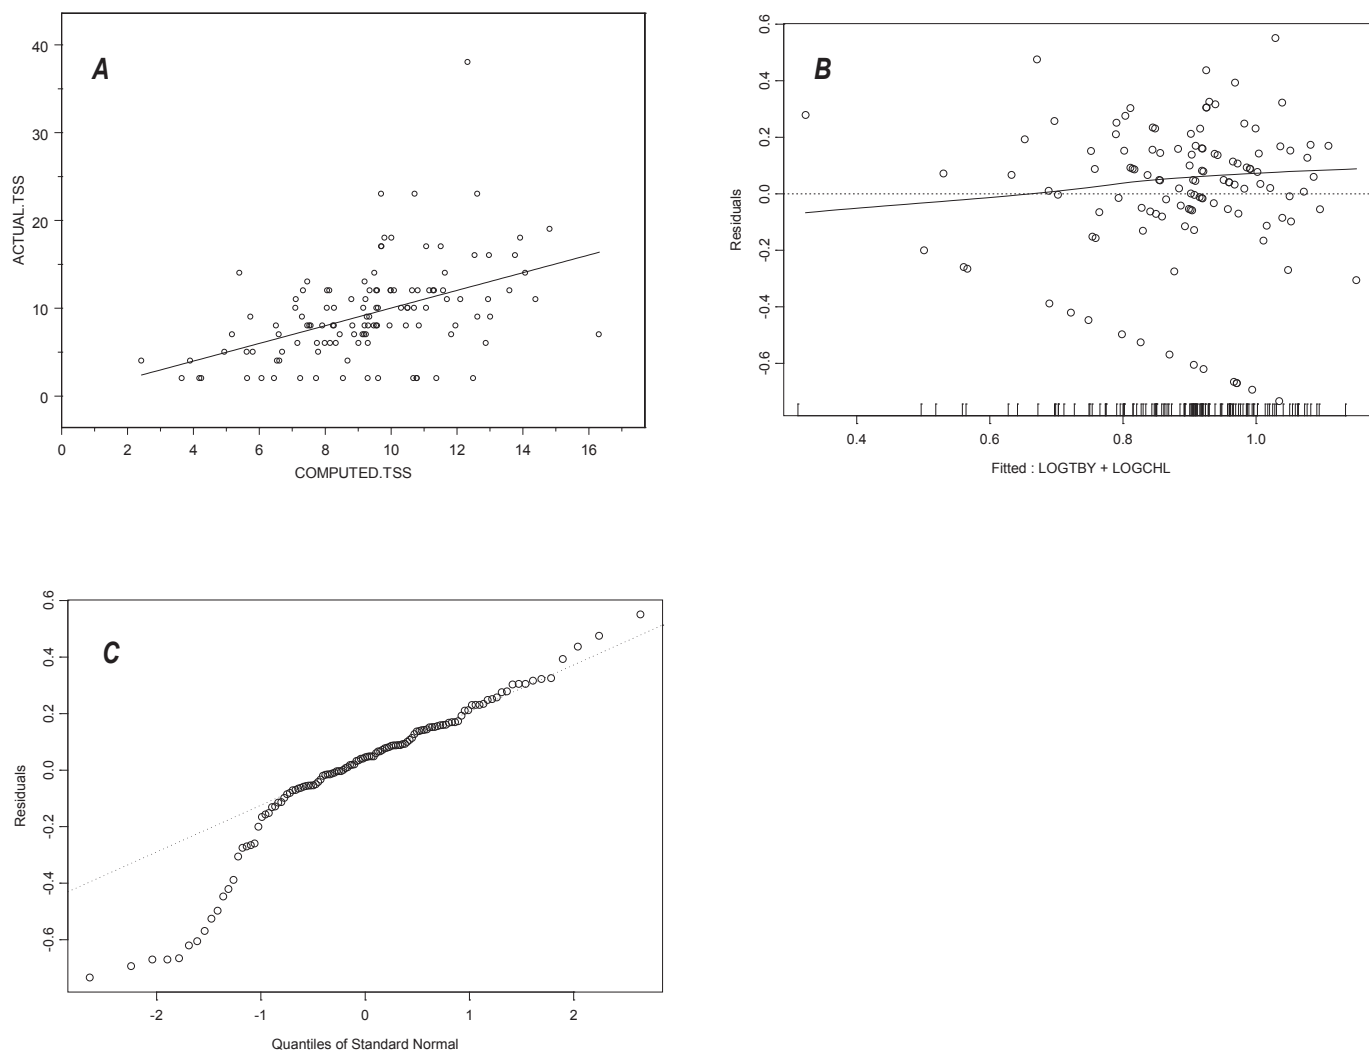 A
ACTUAL.TSS
40
30
20
10
0
0 2 4 6 8 10 12 14 16
COMPUTED.TSS
B
Residuals
0.6
0.4
0.2
0.0
-0.2
-0.4
-0.6
0.4 0.6 0.8 1.0
Fitted : LOGTBY + LOGCHL
C
Residuals
0.6
0.4
0.2
0.0
-0.2
-0.4
-0.6
-2 -1 0 1 2
Quantiles of Standard Normal